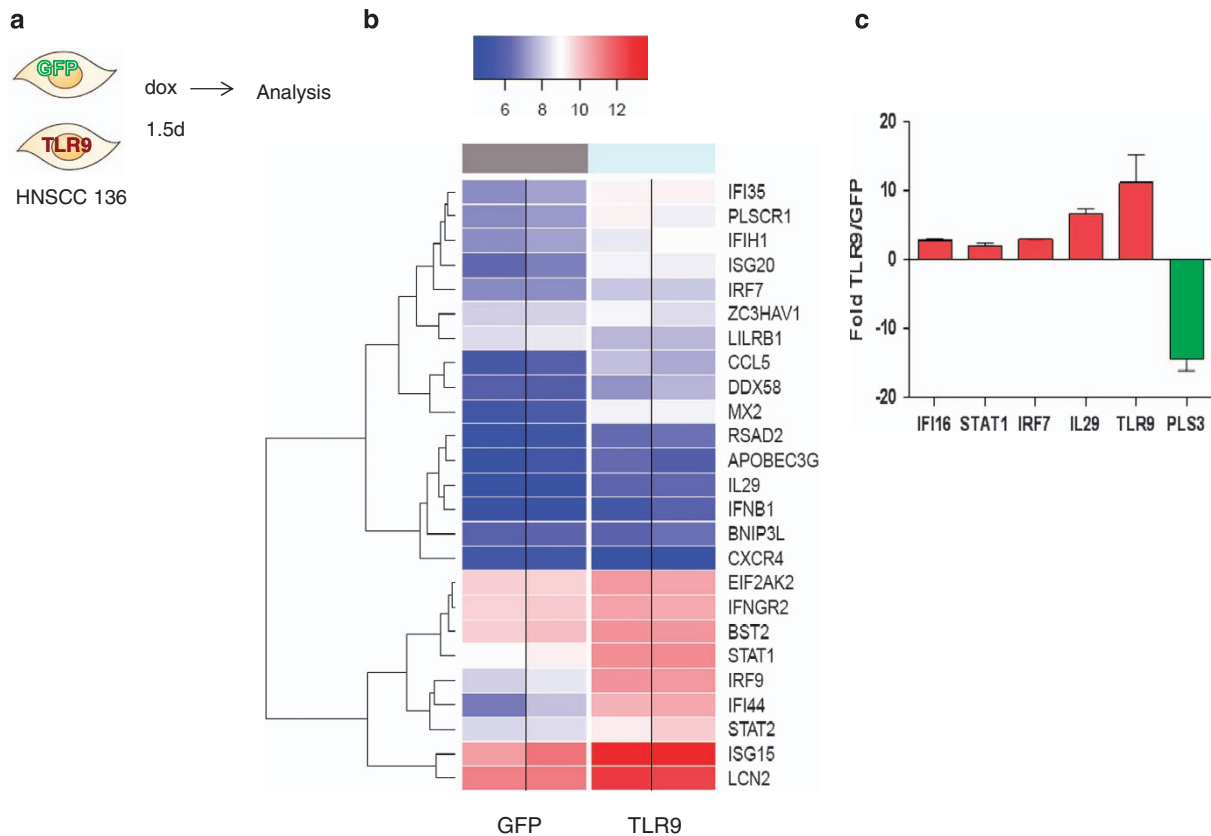 a
GFP
TLR9
HNSCC 136
dox
1.5d
Analysis
b
6 8 10 12
IFI35
PLSCR1
IFIH1
ISG20
IRF7
ZC3HAV1
LILRB1
CCL5
DDX58
MX2
RSAD2
APOBEC3G
IL29
IFNB1
BNIP3L
CXCR4
EIF2AK2
IFNGR2
BST2
STAT1
IRF9
IFI44
STAT2
ISG15
LCN2
GFP TLR9
c
Fold TLR9/GFP
20
10
0
-10
-20
IFI16 STAT1 IRF7 IL29 TLR9 PLS3